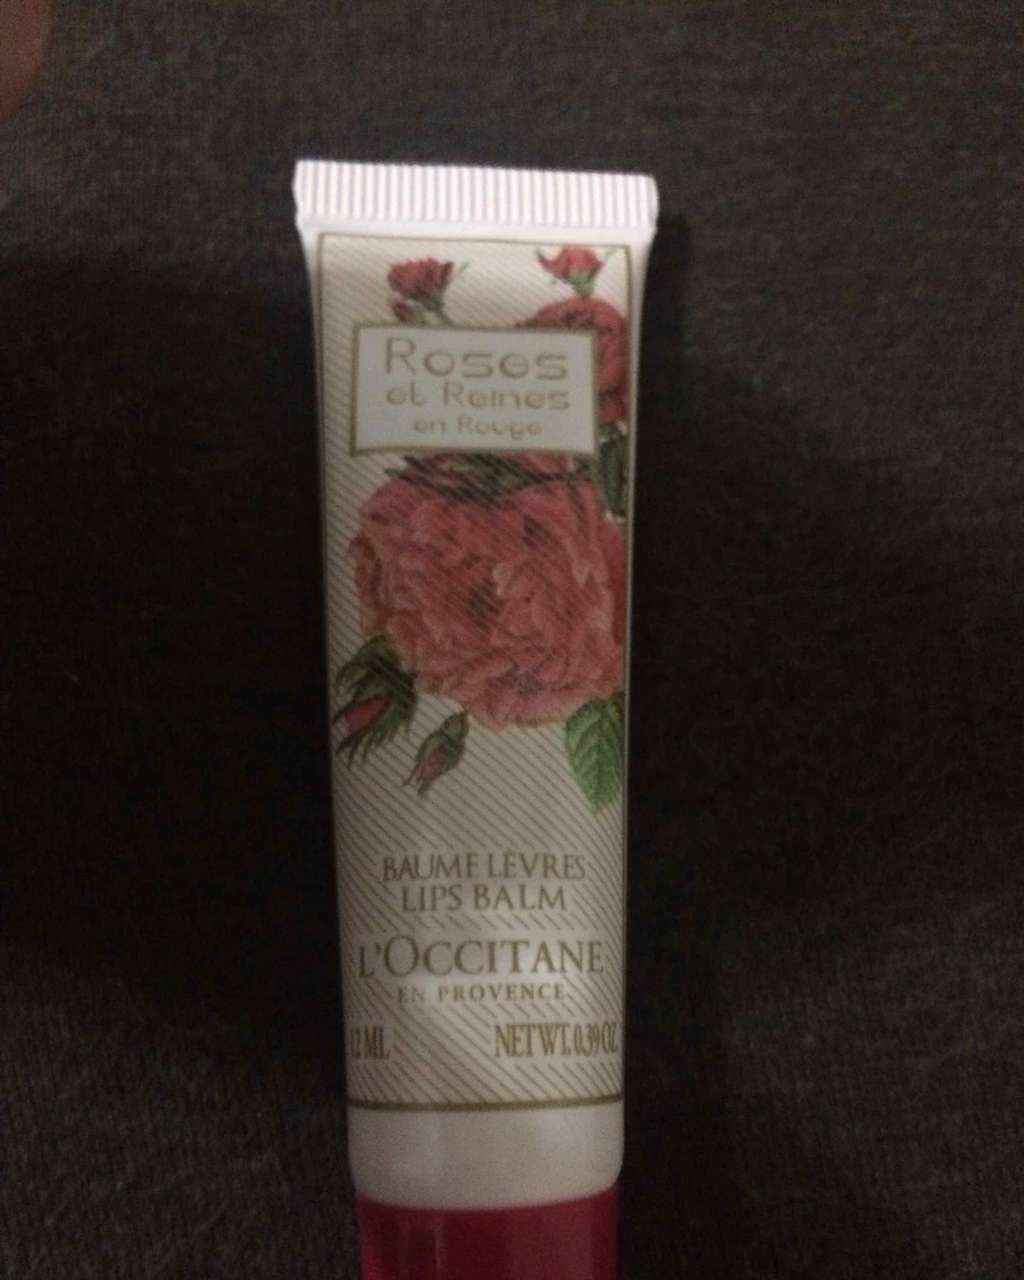 Roses
et Reines
en Rouge
BAUME LÈVRES
LIPS BALM
L'OCCITANE
EN PROVENCE
12 ML NET WT. 0.39 OZ.